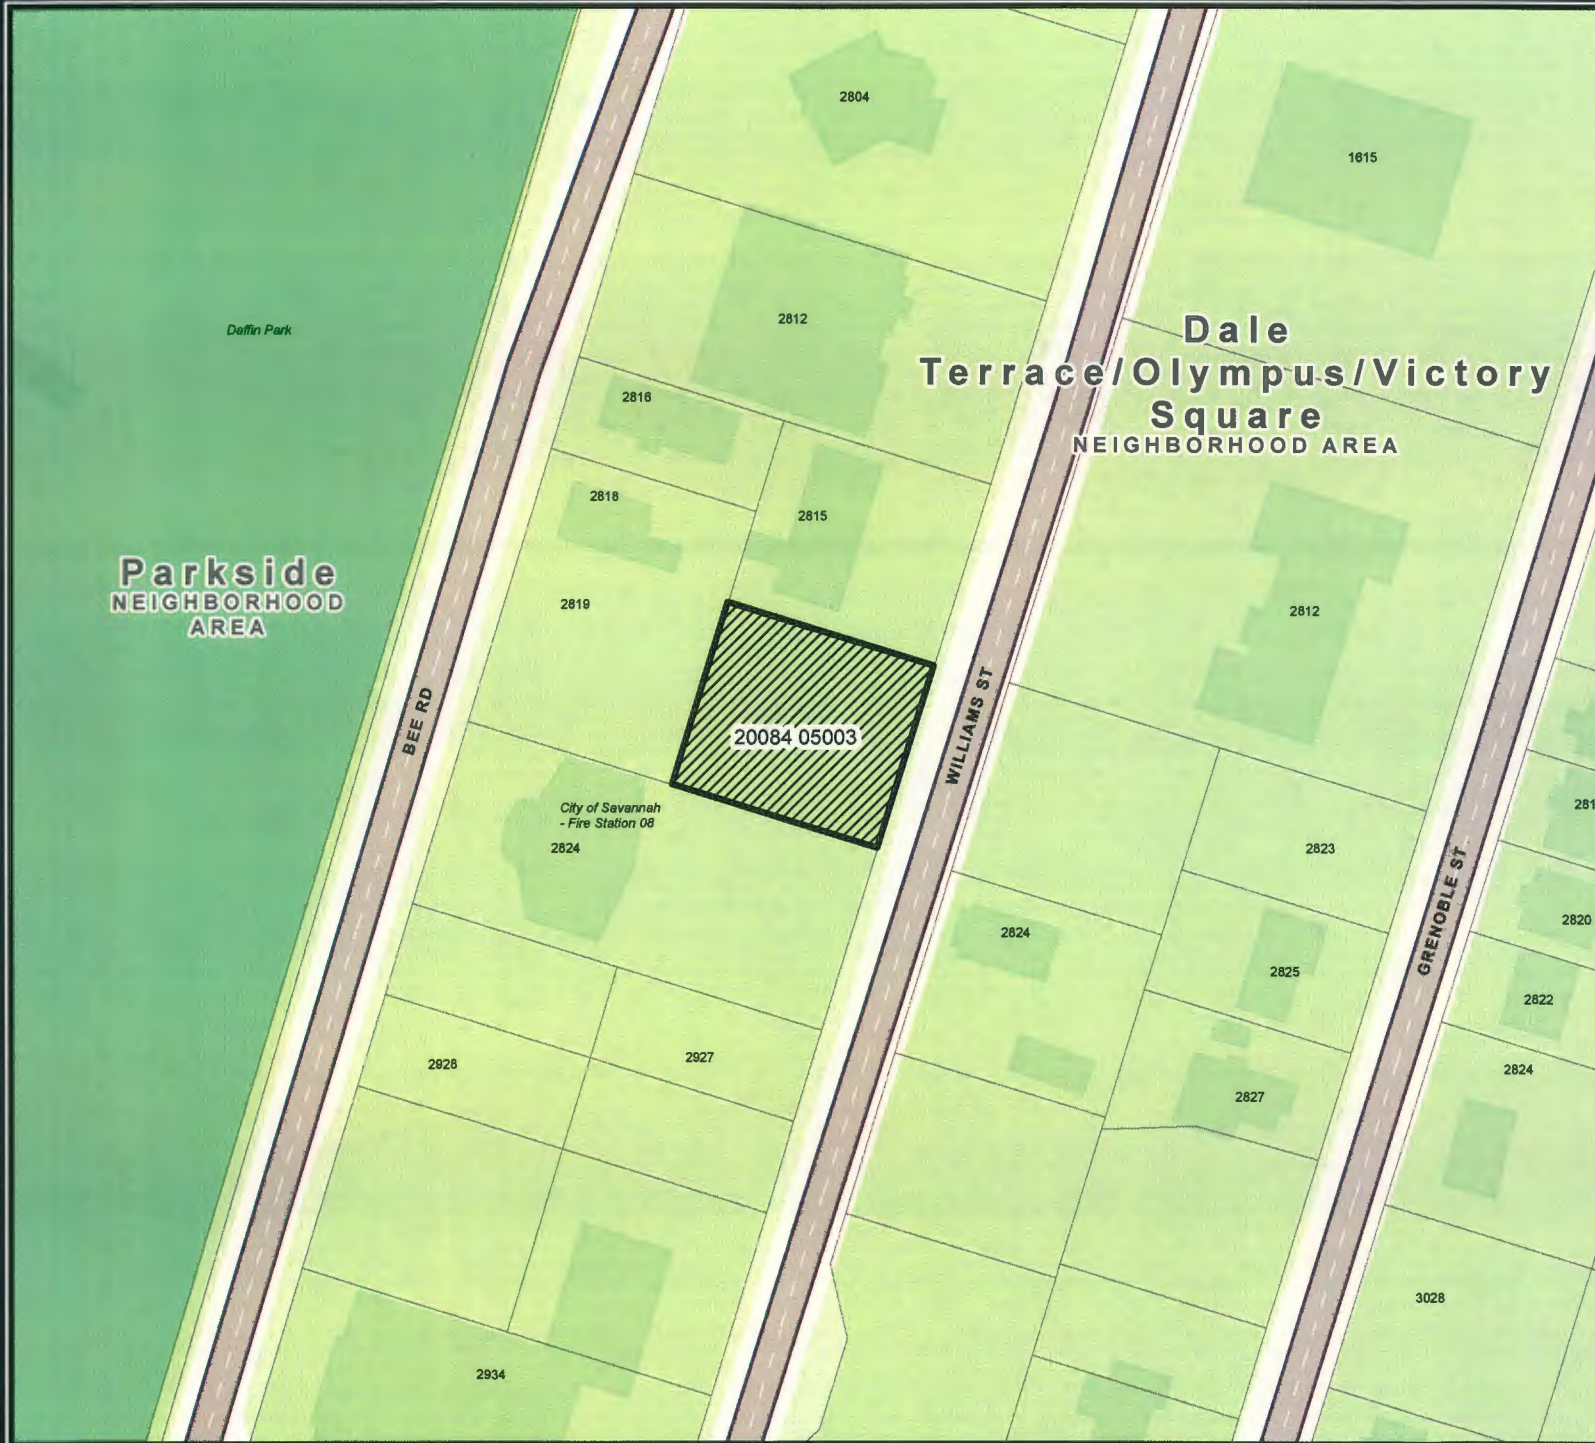 2804
1615
Daffin Park
2812
Dale
Terrace/Olympus/Victory
Square
NEIGHBORHOOD AREA
2816
2818
2815
Parkside
NEIGHBORHOOD
AREA
2819
2812
BEE RD
WILLIAMS ST
20084 05003
City of Savannah
- Fire Station 08
2824
281
2823
GRENOBLE ST
2824
2820
2825
2822
2928
2927
2824
2827
3028
2934